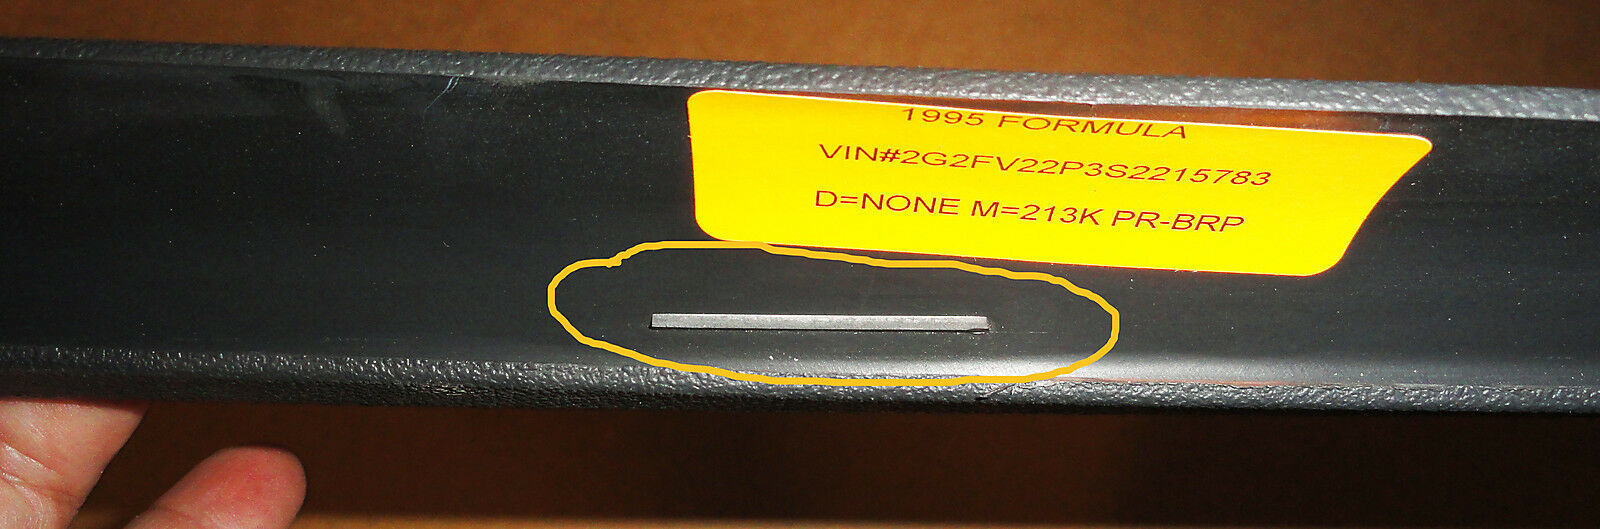 1995 FORMULA
VIN#2G2FV22P3S2215783
D=NONE M=213K PR-BRP